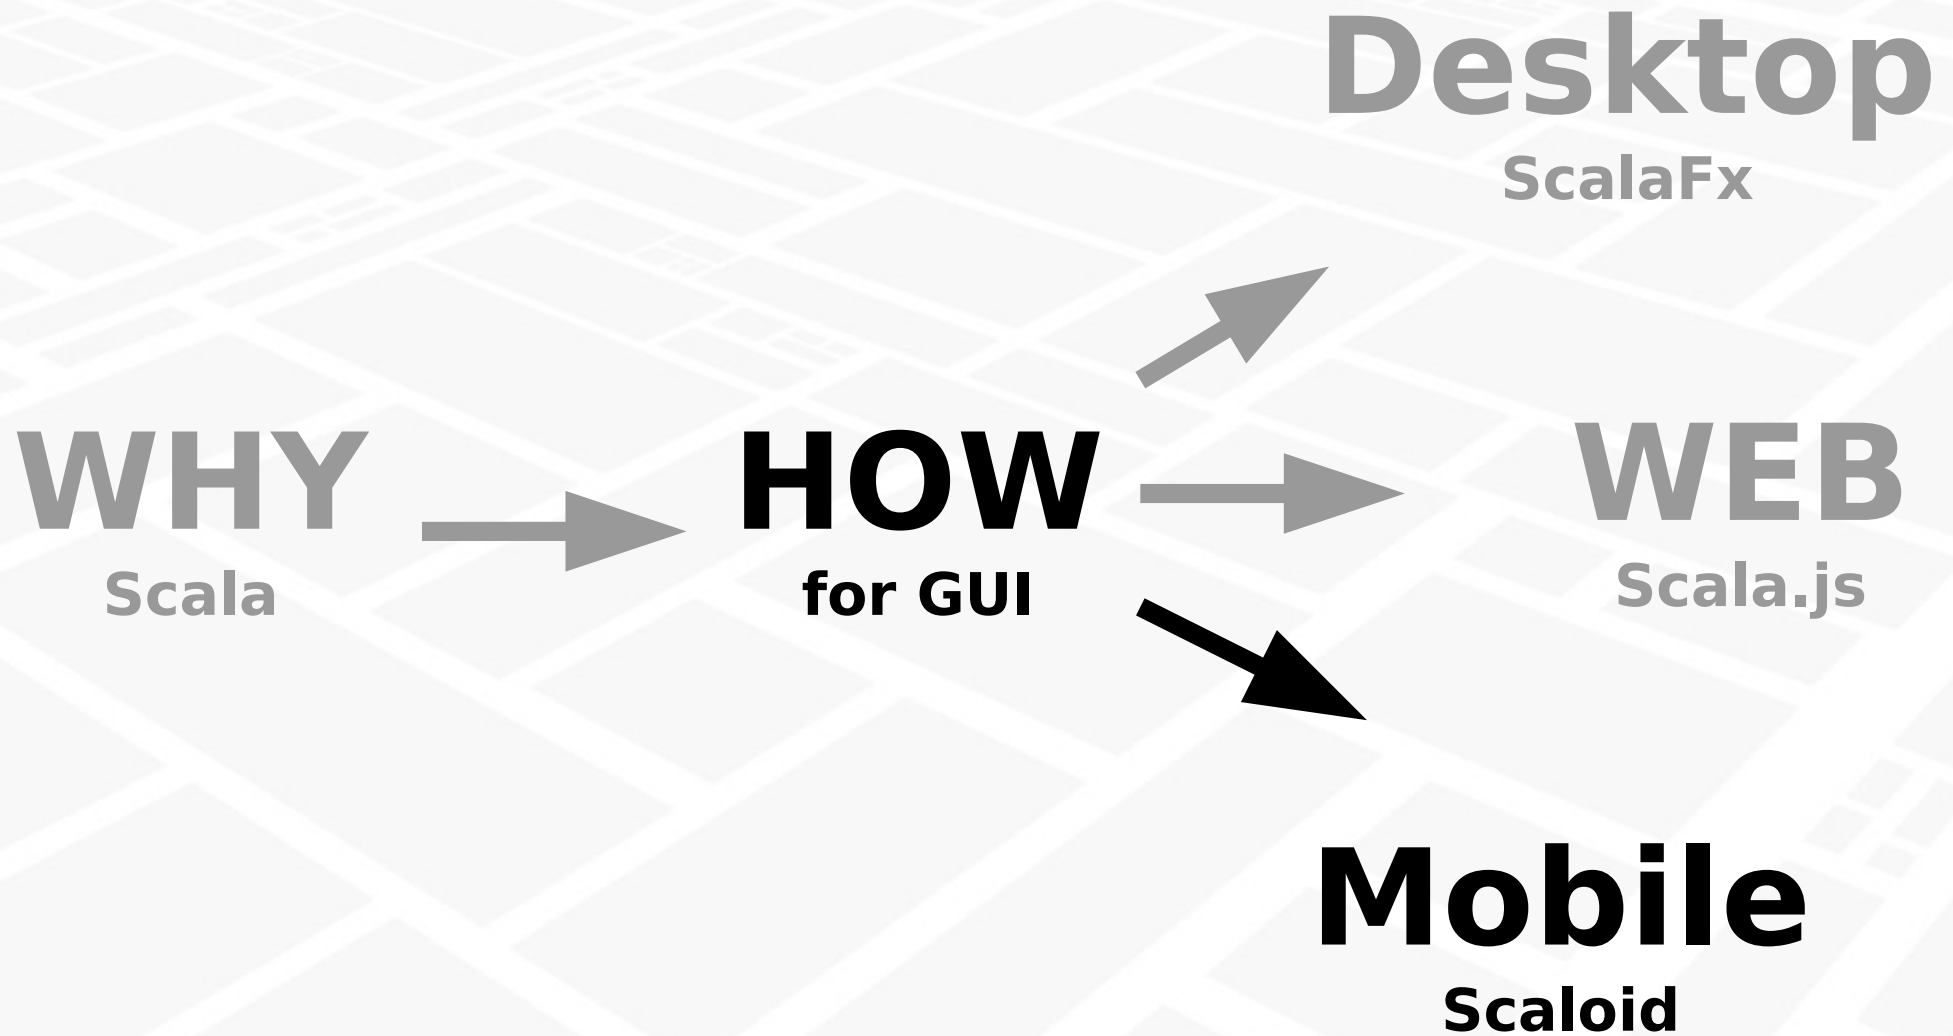 Desktop
ScalaFx
WHY
Scala
HOW
for GUI
WEB
Scala.js
Mobile
Scaloid